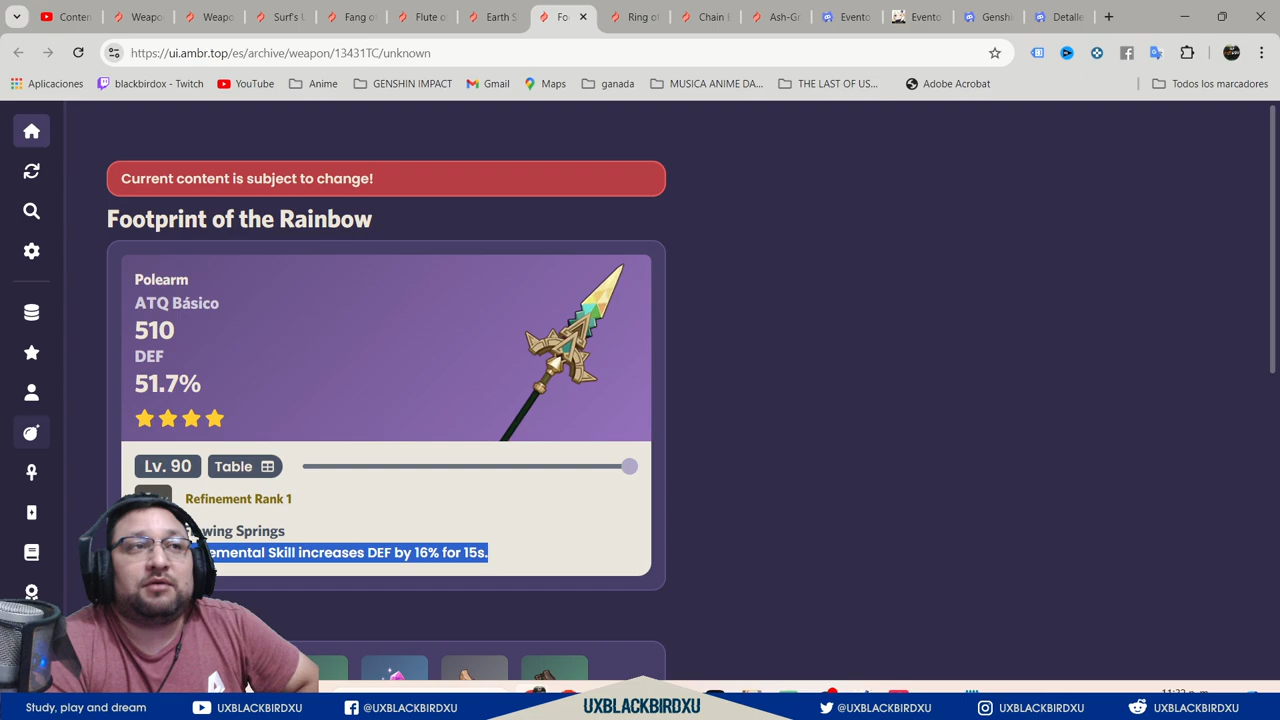 Conten
Weapo
Weapo
Surf's U
Fang o
Flute o
Earth S
Fo
Ring of
Chain B
Ash-Gr
Evento
Evento
Genshi
Detalle
https://ui.ambr.top/es/archive/weapon/13431TC/unknown
Aplicaciones
blackbirdox - Twitch
YouTube
Anime
GENSHIN IMPACT
Gmail
Maps
ganada
MUSICA ANIME DA...
THE LAST OF US...
Adobe Acrobat
Todos los marcadores
Current content is subject to change!
Footprint of the Rainbow
Polearm
ATQ Básico
510
DEF
51.7%
Lv. 90
Table
Refinement Rank 1
wing Springs
emental Skill increases DEF by 16% for 15s.
Study, play and dream
UXBLACKBIRDXU
@UXBLACKBIRDXU
UXBLACKBIRDXU
@UXBLACKBIRDXU
UXBLACKBIRDXU
UXBLACKBIRDXU